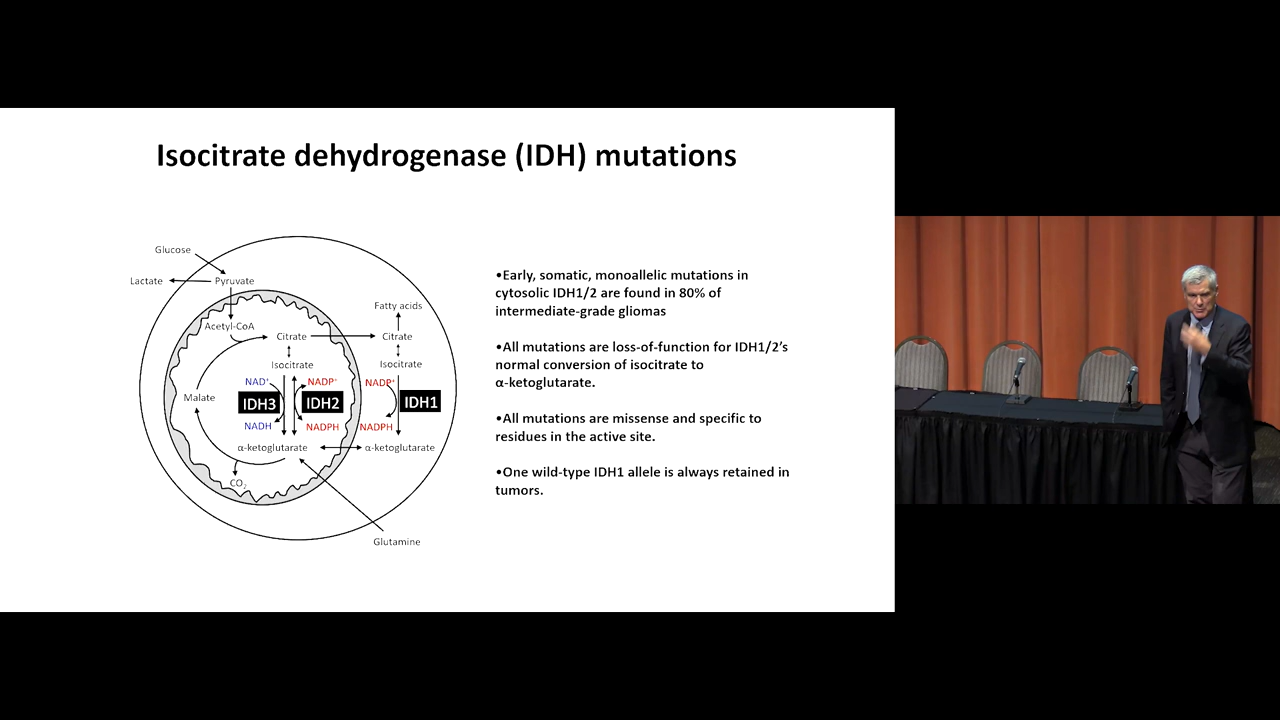 Isocitrate dehydrogenase (IDH) mutations
Glucose
Lactate
Pyruvate
Fatty acids
Acetyl-CoA
Citrate
Citrate
Isocitrate
Isocitrate
NAD⁺
NADP⁺
NADP⁺
Malate
IDH3
IDH2
IDH1
NADH
NADPH
NADPH
α-ketoglutarate
α-ketoglutarate
CO₂
Glutamine
•Early, somatic, monoallelic mutations in
cytosolic IDH1/2 are found in 80% of
intermediate-grade gliomas
•All mutations are loss-of-function for IDH1/2’s
normal conversion of isocitrate to
α-ketoglutarate.
•All mutations are missense and specific to
residues in the active site.
•One wild-type IDH1 allele is always retained in
tumors.